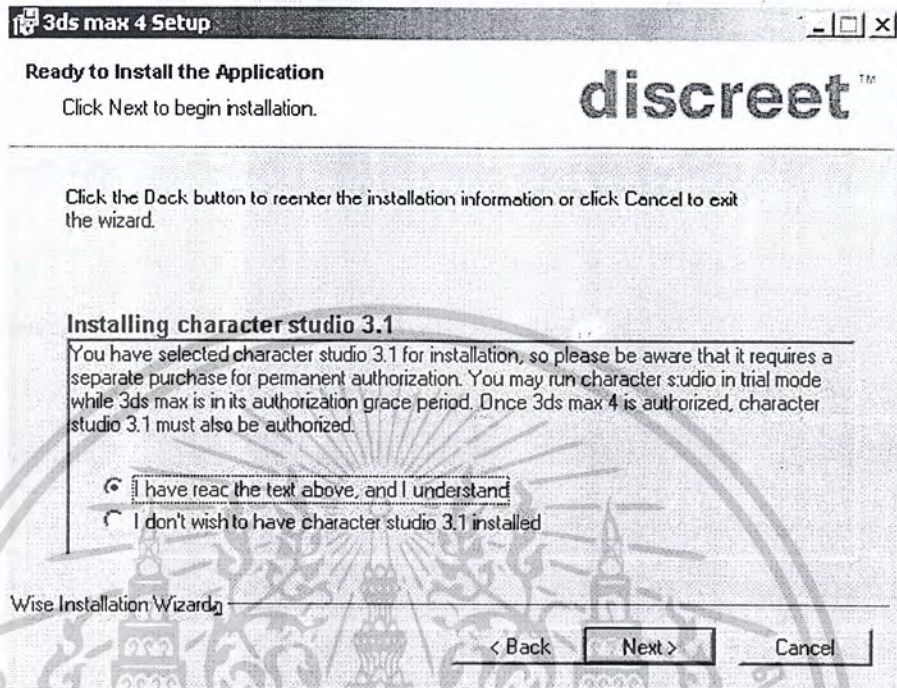 3ds max 4 Setup
Ready to Install the Application
Click Next to begin installation.
discreet™
Click the Back button to reenter the installation information or click Cancel to exit
the wizard.
Installing character studio 3.1
You have selected character studio 3.1 for installation, so please be aware that it requires a
separate purchase for permanent authorization. You may run character studio in trial mode
while 3ds max is in its authorization grace period. Once 3ds max 4 is authorized, character
studio 3.1 must also be authorized.
I have read the text above, and I understand
I don't wish to have character studio 3.1 installed
Wise Installation Wizard
< Back
Next >
Cancel